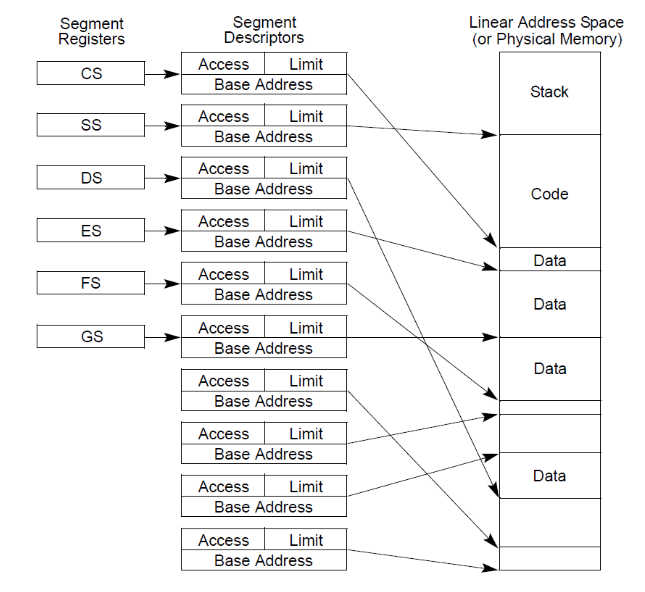 Segment
Registers
Segment
Descriptors
Linear Address Space
(or Physical Memory)
CS
Access Limit
Base Address
Stack
SS
Access Limit
Base Address
DS
Access Limit
Base Address
Code
ES
Access Limit
Base Address
Data
FS
Access Limit
Base Address
Data
GS
Access Limit
Base Address
Data
Access Limit
Base Address
Access Limit
Base Address
Access Limit
Base Address
Data
Access Limit
Base Address